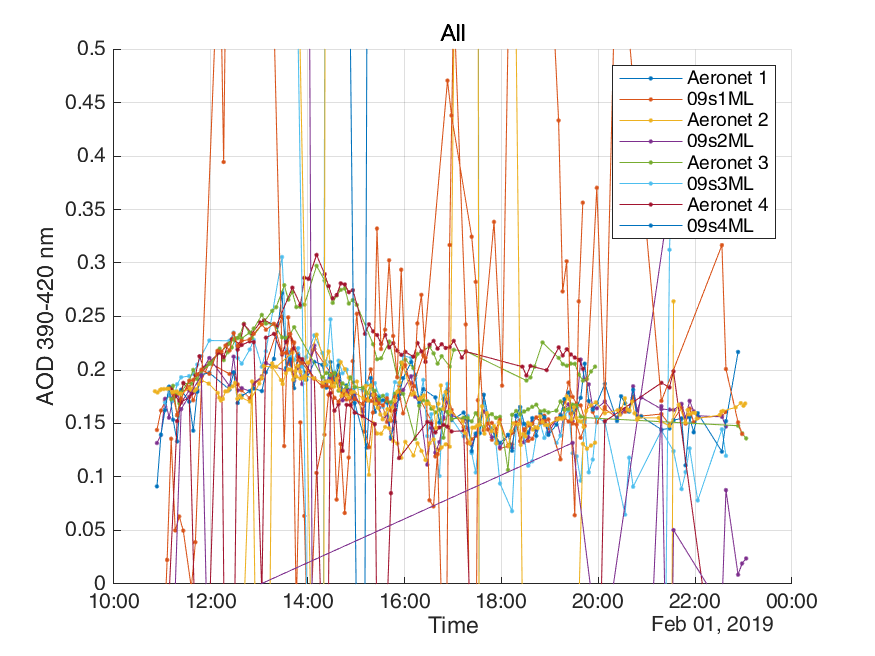 All
0.5
0.45
0.4
0.35
0.3
0.25
0.2
0.15
0.1
0.05
0
AOD 390-420 nm
Aeronet 1
09s1ML
Aeronet 2
09s2ML
Aeronet 3
09s3ML
Aeronet 4
09s4ML
10:00 12:00 14:00 16:00 18:00 20:00 22:00 00:00
Time
Feb 01, 2019